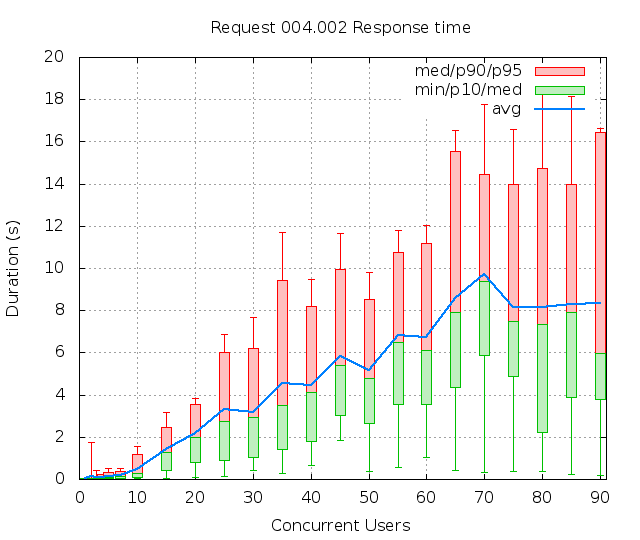 Request 004.002 Response time
med/p90/p95
min/p10/med
avg
20
18
16
14
12
10
8
6
4
2
0
Duration (s)
0 10 20 30 40 50 60 70 80 90
Concurrent Users